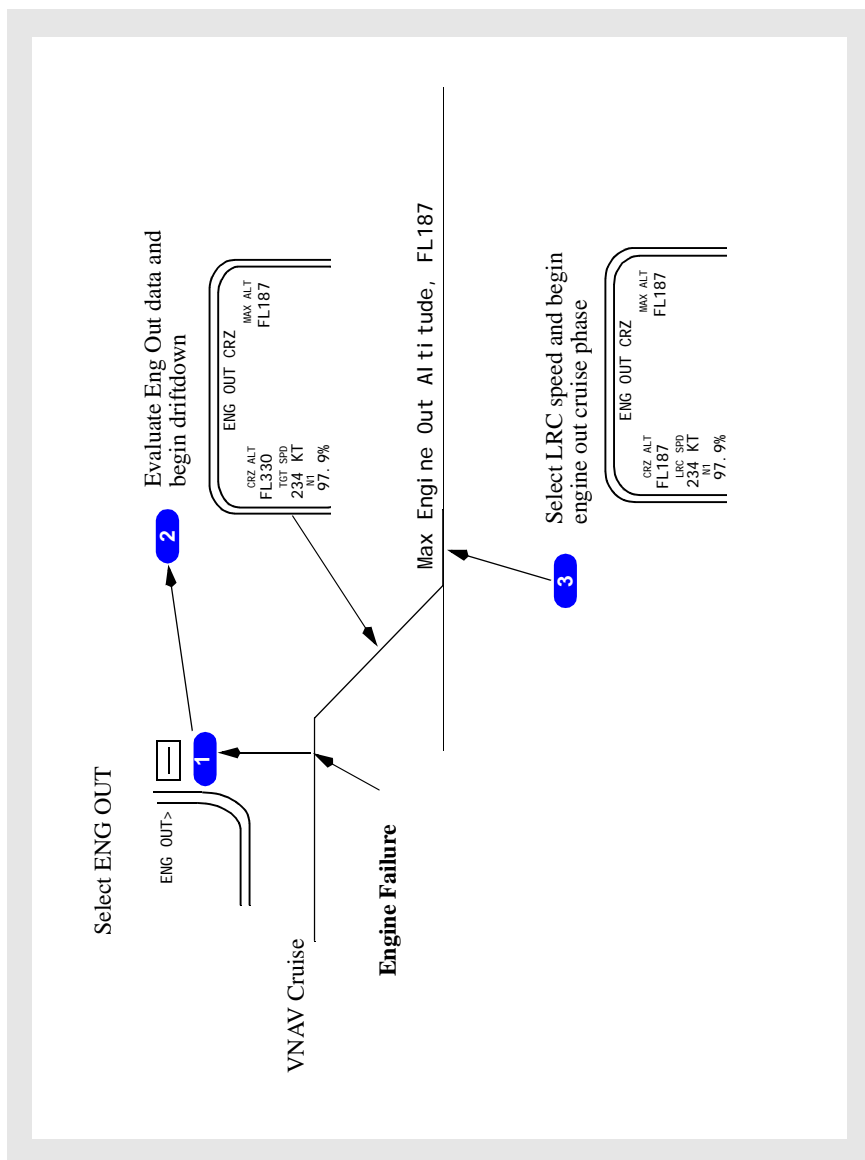 Select ENG OUT
ENG OUT>
1
2
Evaluate Eng Out data and
begin driftdown
ENG OUT CRZ
CRZ ALT
FL330
MAX ALT
FL187
TGT SPD
234 KT
N1
97.9%
VNAV Cruise
Engine Failure
Max Engine Out Altitude, FL187
3
Select LRC speed and begin
engine out cruise phase
ENG OUT CRZ
CRZ ALT
FL187
MAX ALT
FL187
LRC SPD
234 KT
N1
97.9%